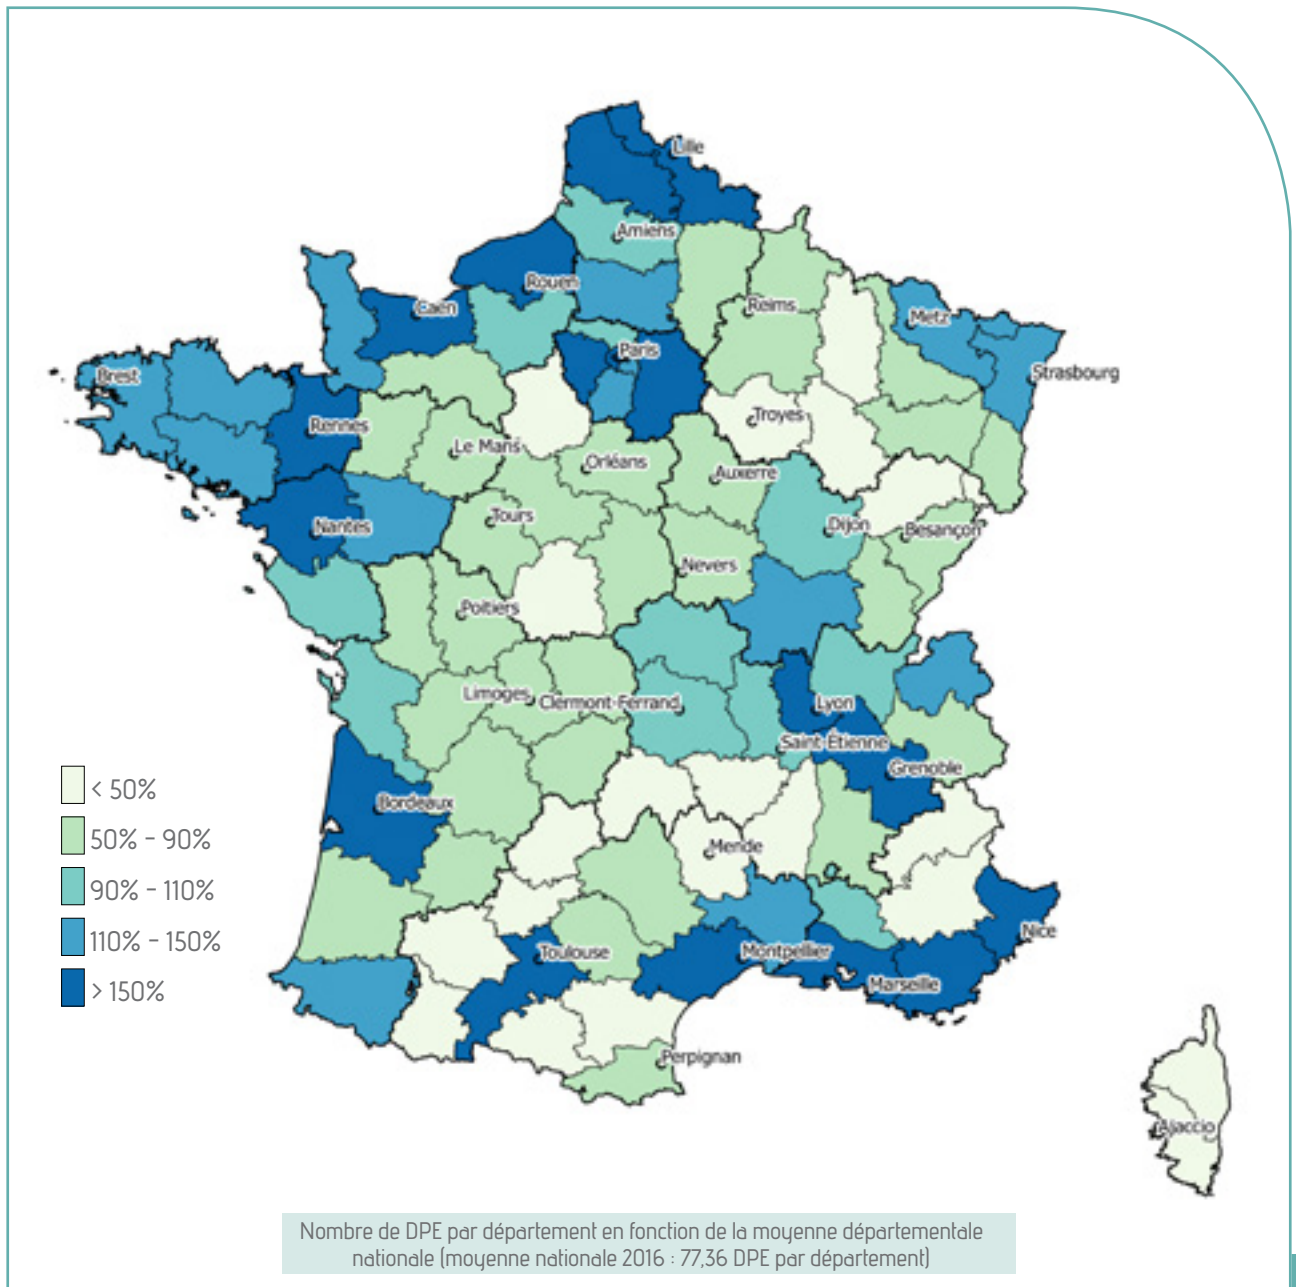 Lille
Amiens
Rouen
Caen
Reims
Metz
Paris
Strasbourg
Brest
Rennes
Troyes
Le Mans
Orléans
Auxerre
Tours
Nantes
Dijon
Besançon
Nevers
Poitiers
Limoges
Clermont-Ferrand
Lyon
Saint-Étienne
Grenoble
Bordeaux
Mende
Toulouse
Montpellier
Nice
Marseille
Perpignan
Ajaccio
< 50%
50% - 90%
90% - 110%
110% - 150%
> 150%
Nombre de DPE par département en fonction de la moyenne départementale
nationale (moyenne nationale 2016 : 77,36 DPE par département)